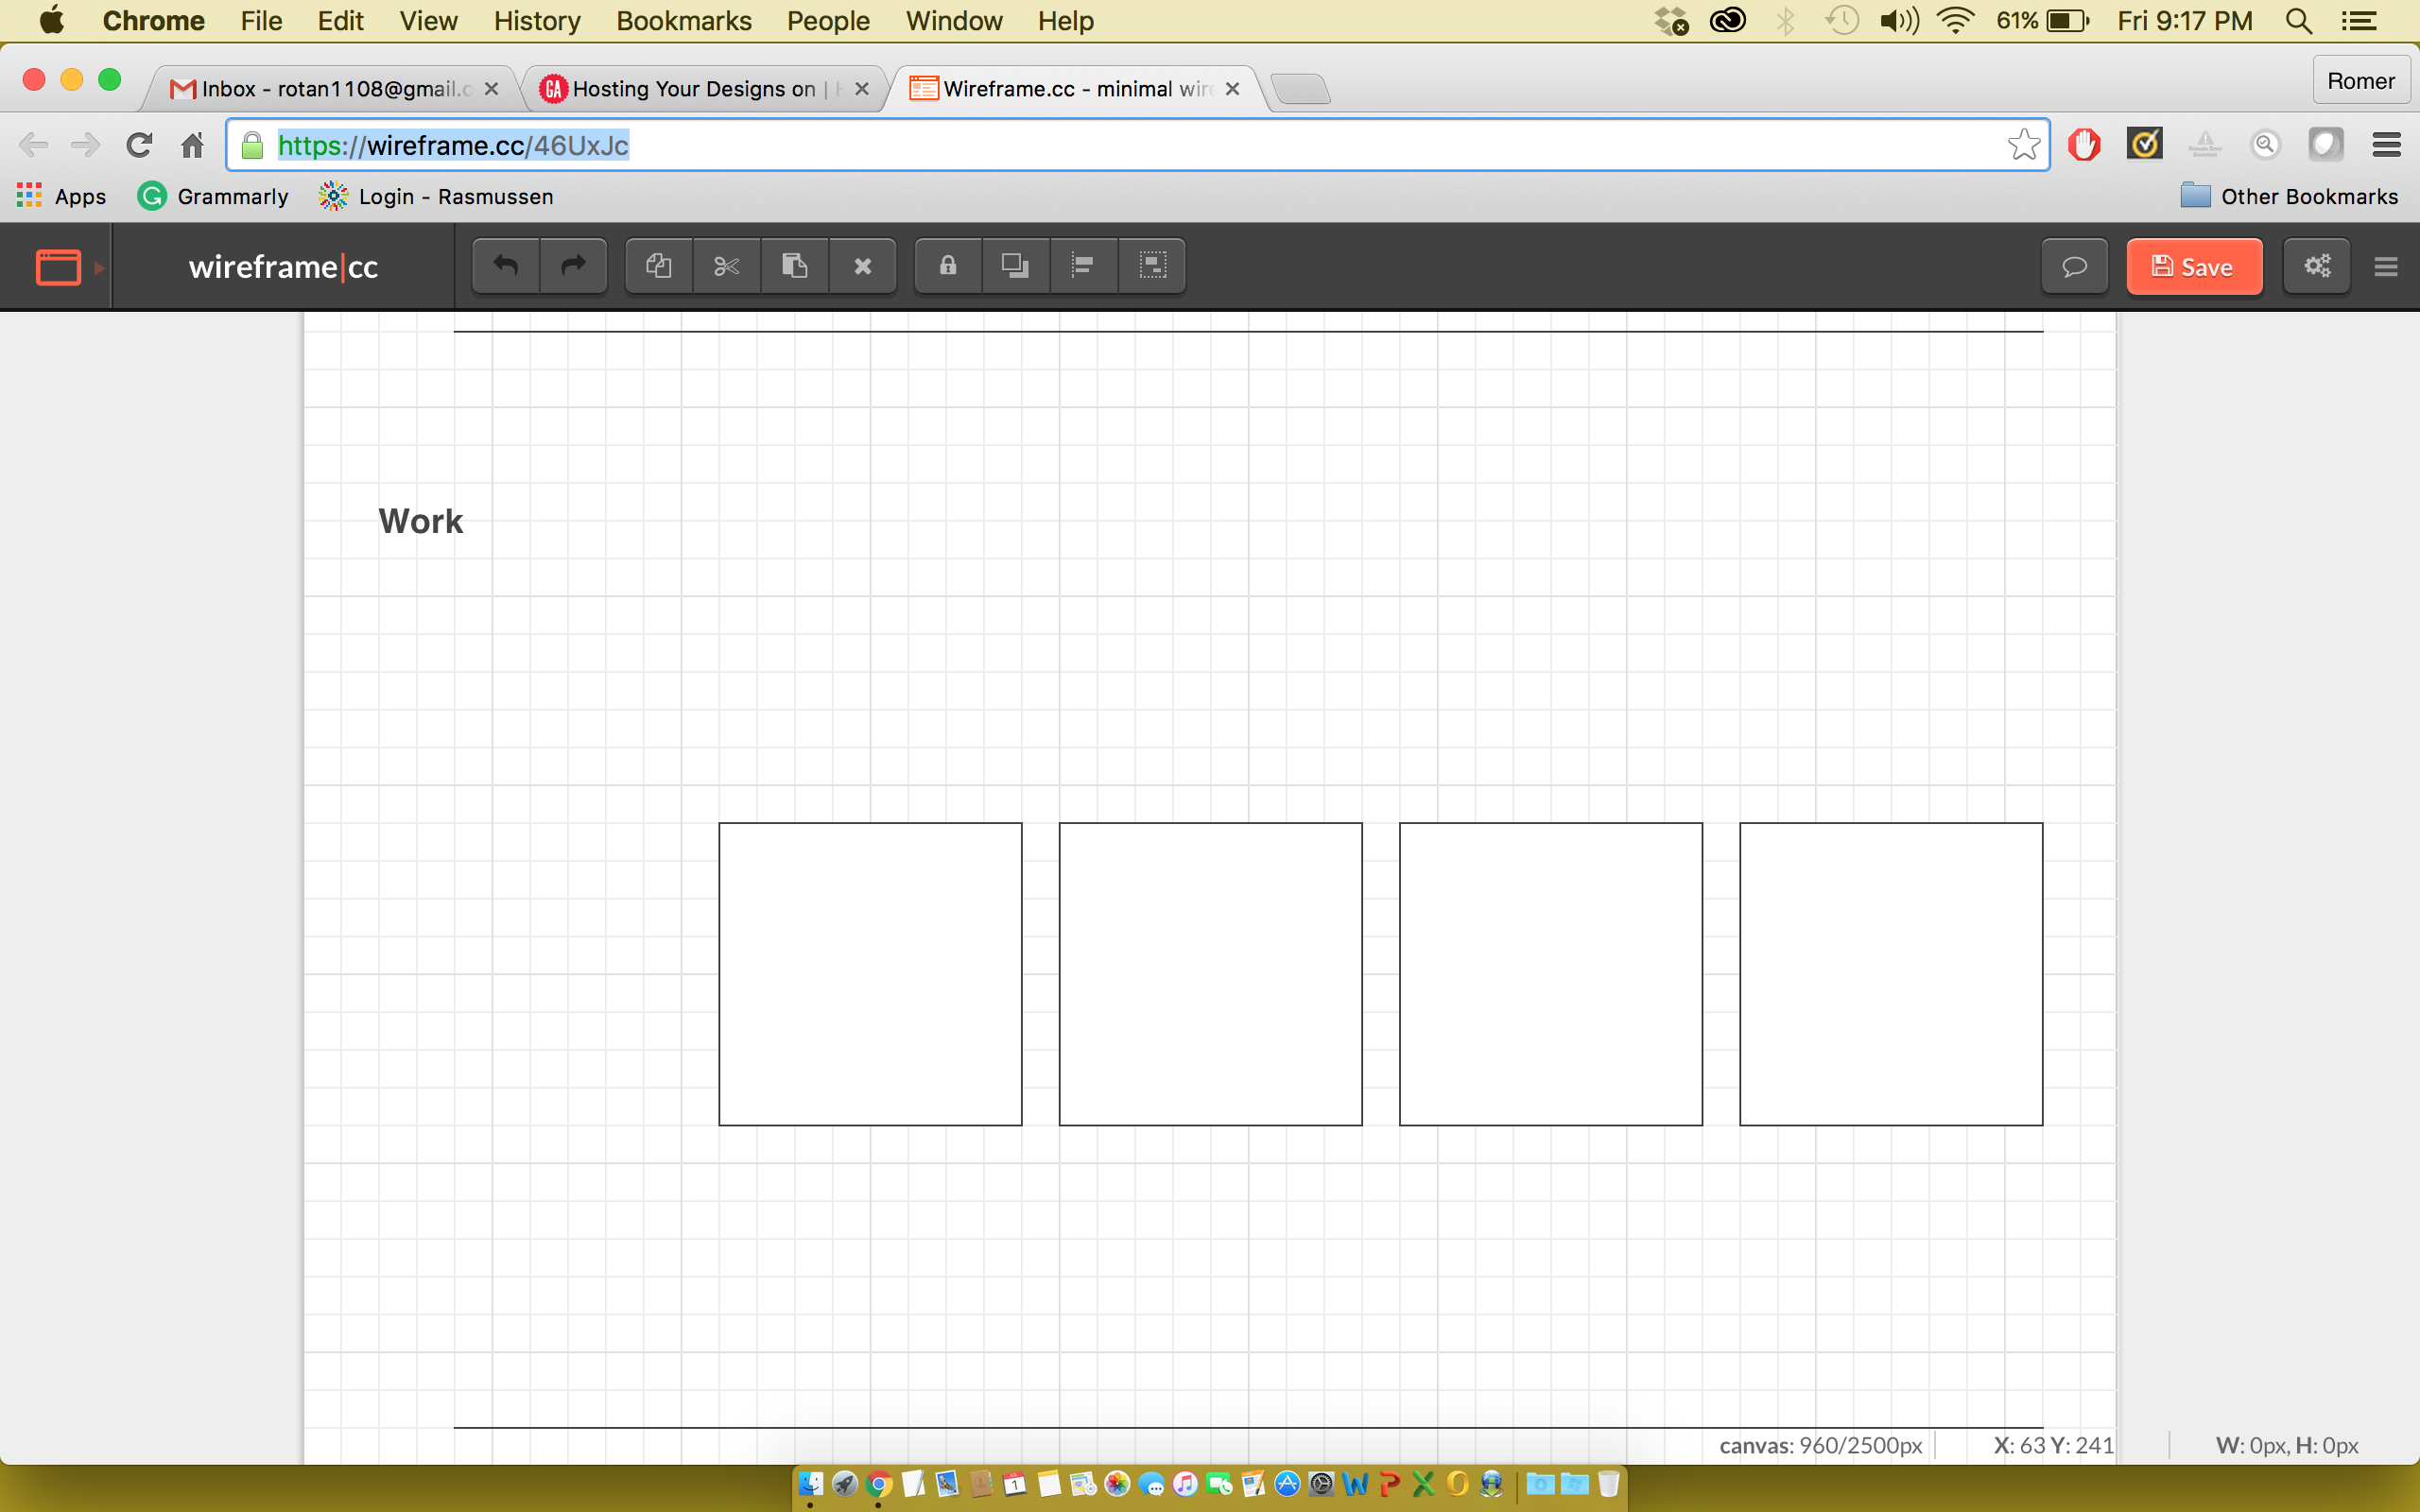 Chrome File Edit View History Bookmarks People Window Help 61% Fri 9:17 PM
Inbox - rotan1108@gmail.c Hosting Your Designs on | Wireframe.cc - minimal wir Romer
https://wireframe.cc/46UxJc
Apps Grammarly Login - Rasmussen Other Bookmarks
wireframe|cc Save
Work
canvas: 960/2500px X: 63 Y: 241 W: 0px, H: 0px